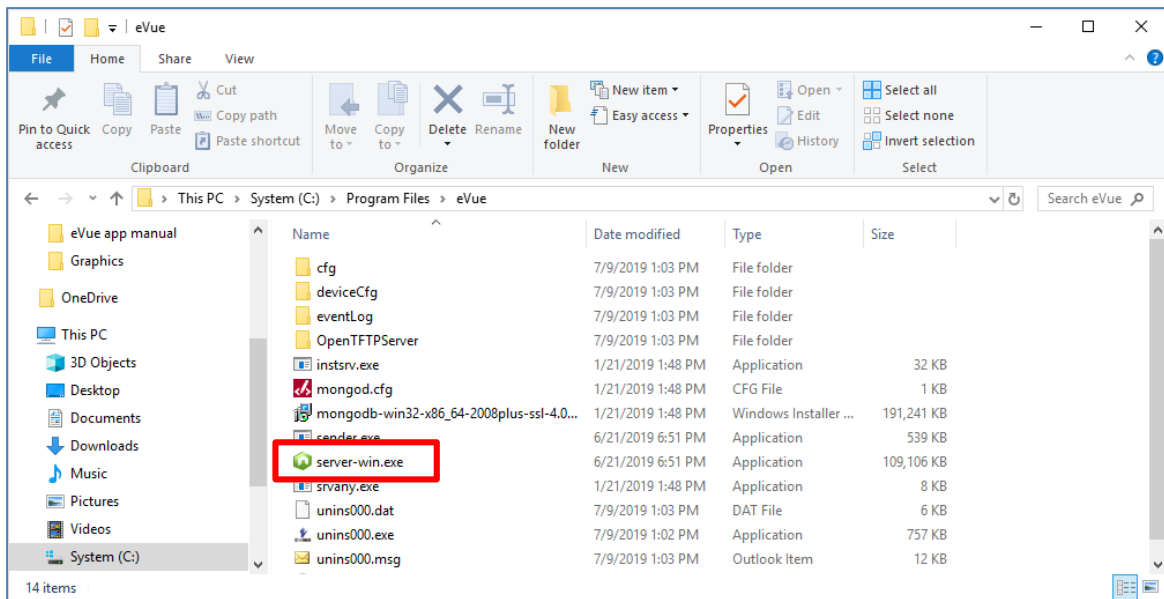 eVue
File Home Share View
Pin to Quick access
Copy
Paste
Cut
Copy path
Paste shortcut
Clipboard
Move to
Copy to
Delete
Rename
Organize
New folder
New item
Easy access
New
Properties
Open
Edit
History
Open
Select all
Select none
Invert selection
Select
This PC > System (C:) > Program Files > eVue
Search eVue
eVue app manual
Graphics
OneDrive
This PC
3D Objects
Desktop
Documents
Downloads
Music
Pictures
Videos
System (C:)
Name Date modified Type Size
cfg 7/9/2019 1:03 PM File folder
deviceCfg 7/9/2019 1:03 PM File folder
eventLog 7/9/2019 1:03 PM File folder
OpenTFTPServer 7/9/2019 1:03 PM File folder
instsrv.exe 1/21/2019 1:48 PM Application 32 KB
mongod.cfg 1/21/2019 1:48 PM CFG File 1 KB
mongodb-win32-x86_64-2008plus-ssl-4.0... 1/21/2019 1:48 PM Windows Installer ... 191,241 KB
sender.exe 6/21/2019 6:51 PM Application 539 KB
server-win.exe 6/21/2019 6:51 PM Application 109,106 KB
srvany.exe 1/21/2019 1:48 PM Application 8 KB
unins000.dat 7/9/2019 1:03 PM DAT File 6 KB
unins000.exe 7/9/2019 1:02 PM Application 757 KB
unins000.msg 7/9/2019 1:03 PM Outlook Item 12 KB
14 items